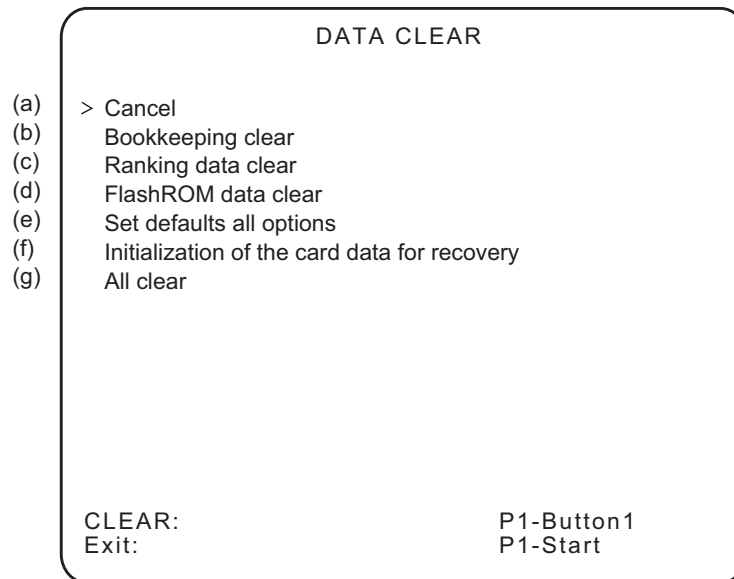 DATA CLEAR
(a) > Cancel
(b) Bookkeeping clear
(c) Ranking data clear
(d) FlashROM data clear
(e) Set defaults all options
(f) Initialization of the card data for recovery
(g) All clear
CLEAR: P1-Button1
Exit: P1-Start